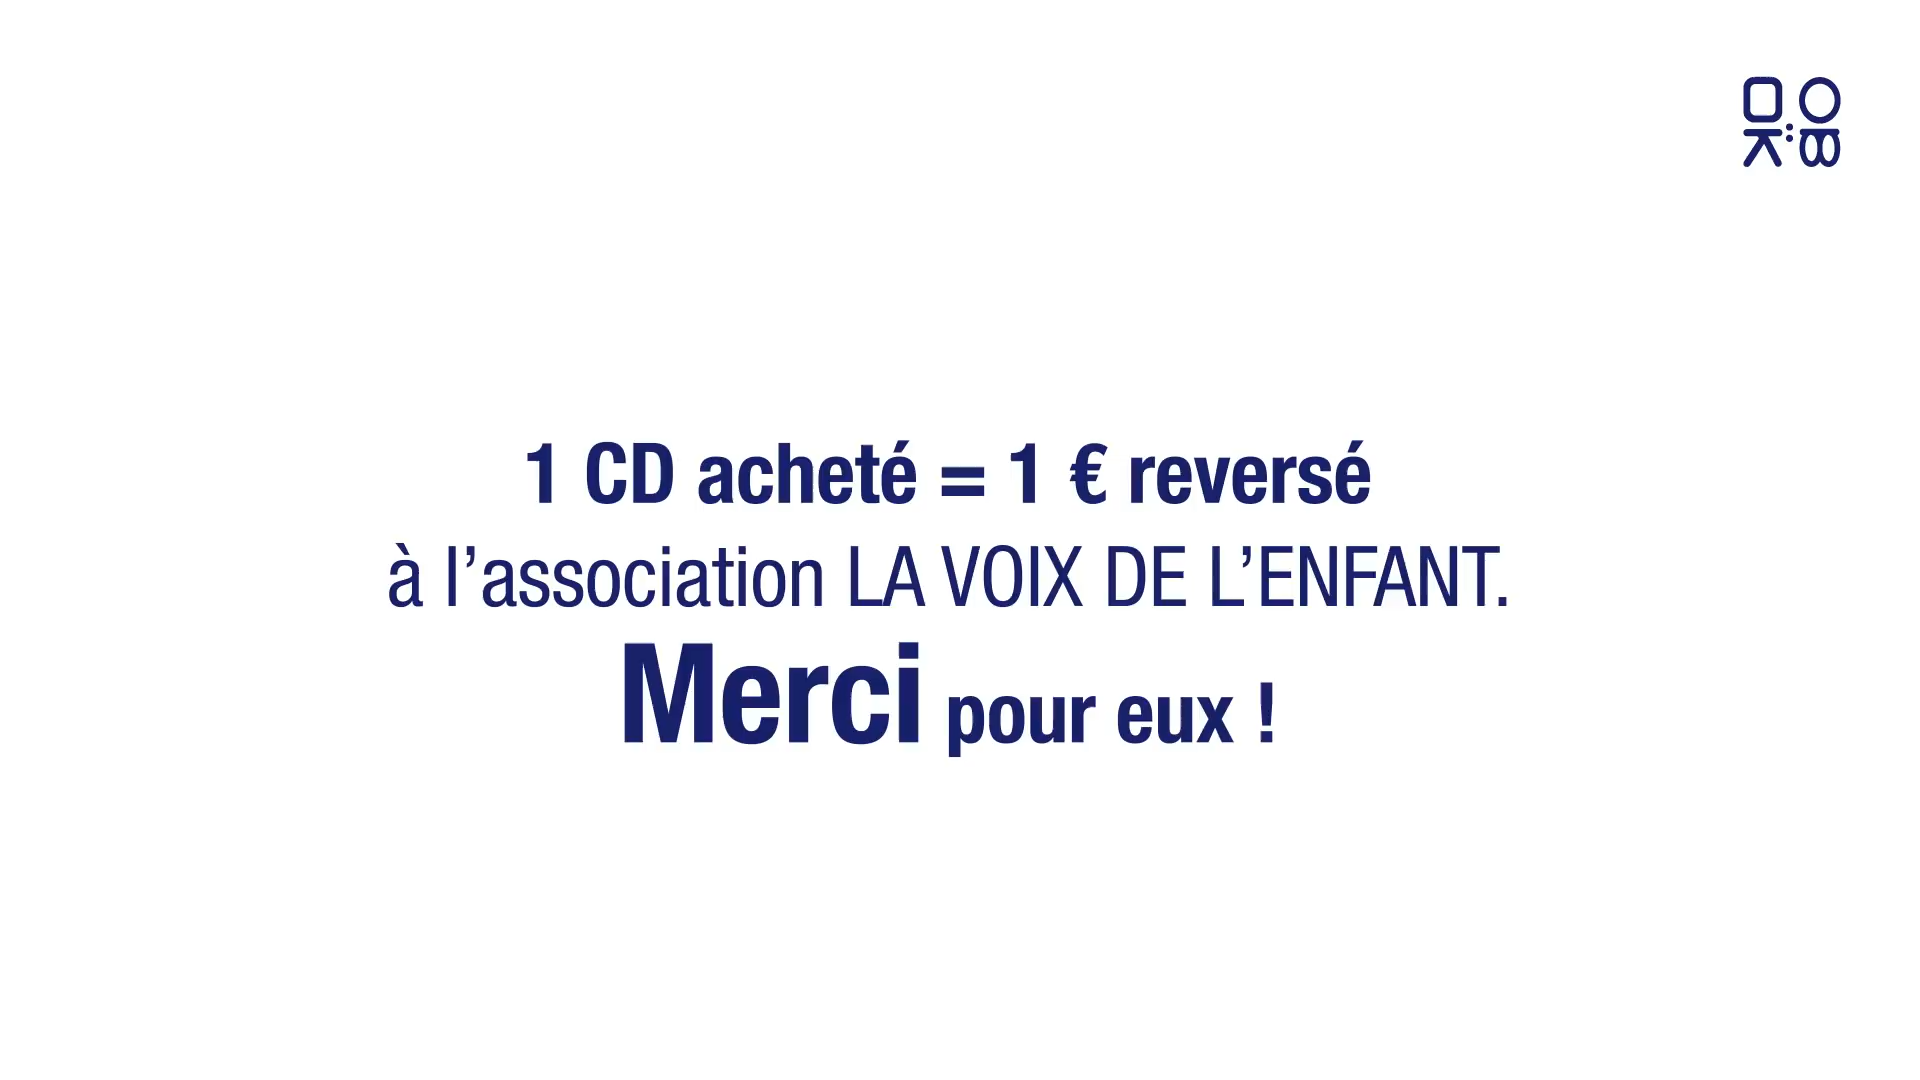 1 CD acheté = 1 € reversé
à l’association LA VOIX DE L’ENFANT.
Merci pour eux !